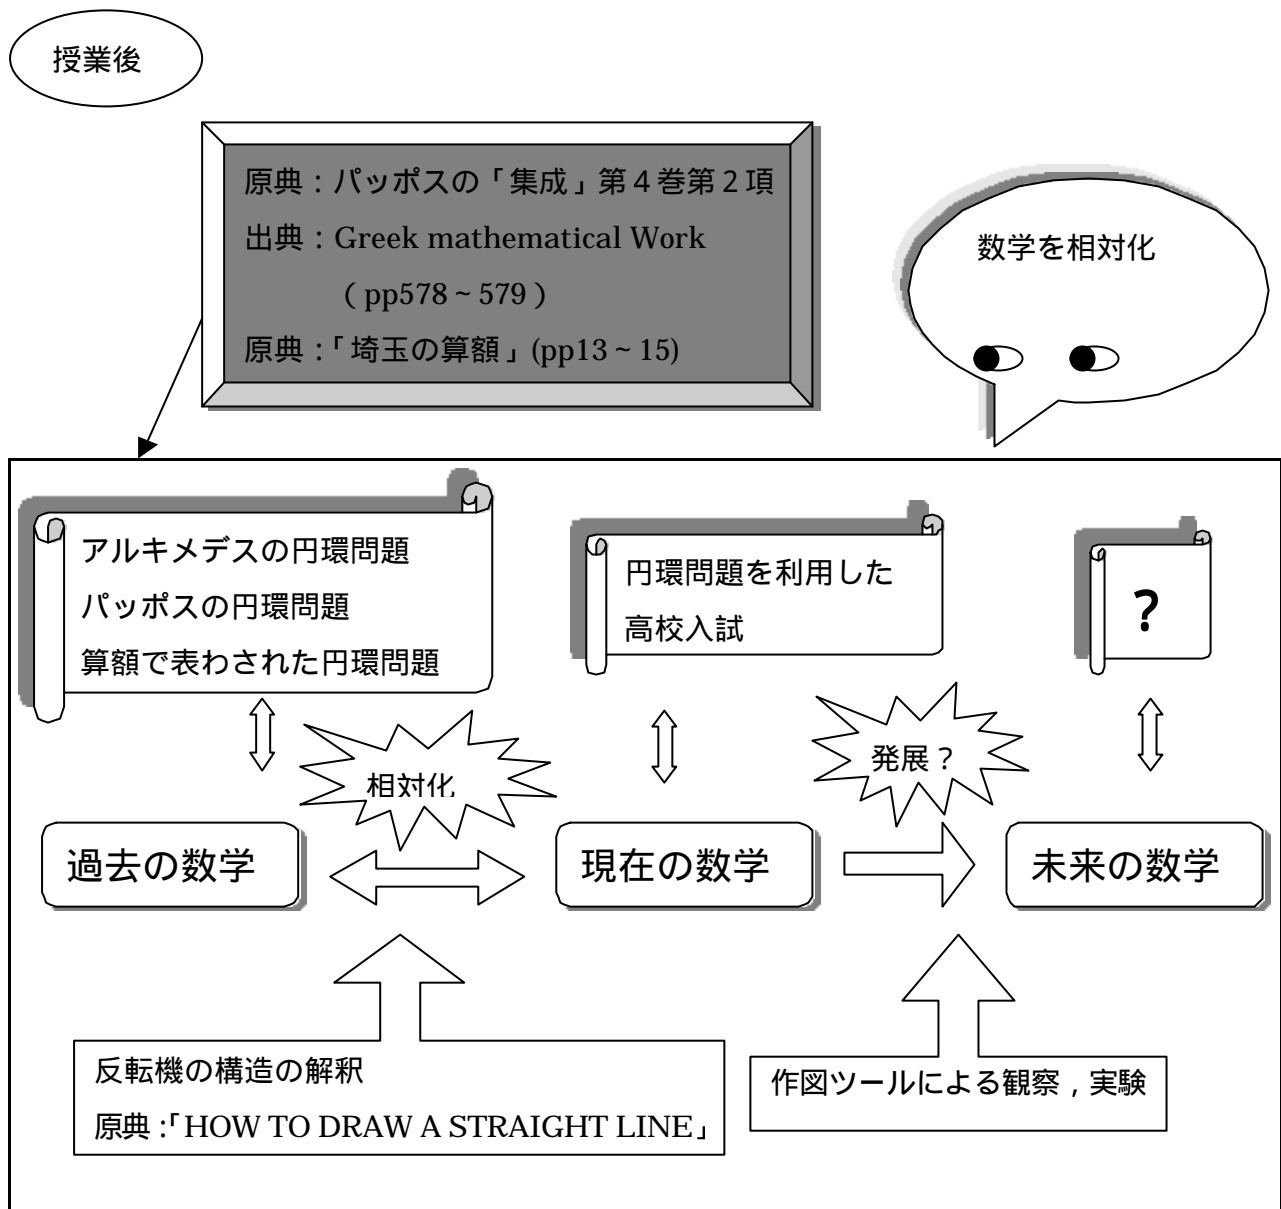 授業後
原典：パッポスの「集成」第４巻第２項
出典：Greek mathematical Work
（pp578～579）
原典：「埼玉の算額」(pp13～15)
数学を相対化
アルキメデスの円環問題
パッポスの円環問題
算額で表わされた円環問題
円環問題を利用した
高校入試
？
相対化
発展？
過去の数学
現在の数学
未来の数学
反転機の構造の解釈
原典：「HOW TO DRAW A STRAIGHT LINE」
作図ツールによる観察，実験